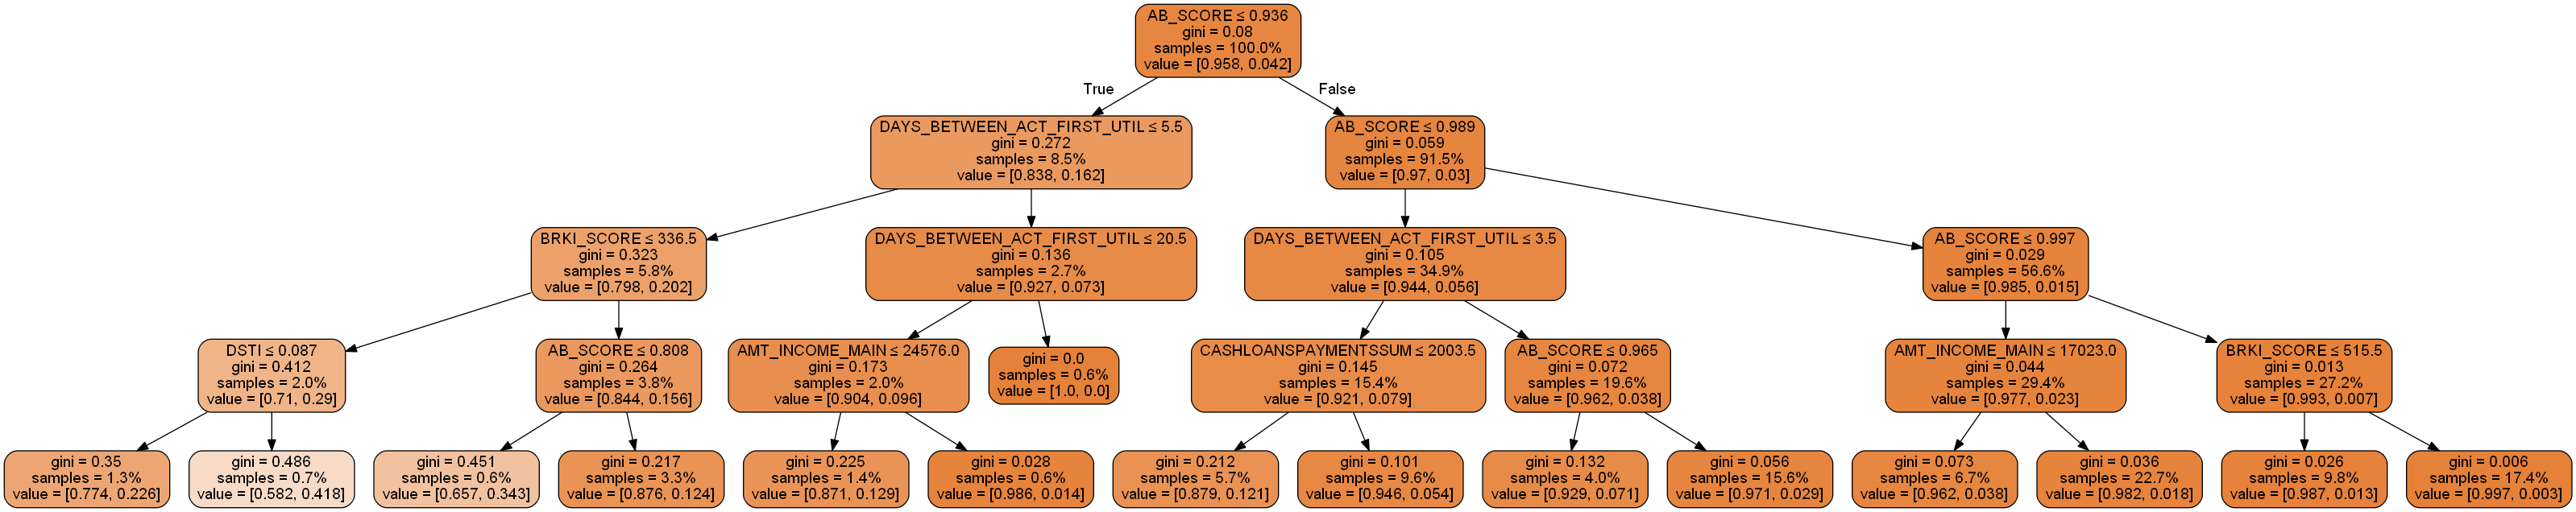 AB_SCORE ≤ 0.936
gini = 0.08
samples = 100.0%
value = [0.958, 0.042]
True
False
DAYS_BETWEEN_ACT_FIRST_UTIL ≤ 5.5
gini = 0.272
samples = 8.5%
value = [0.838, 0.162]
AB_SCORE ≤ 0.989
gini = 0.059
samples = 91.5%
value = [0.97, 0.03]
BRKI_SCORE ≤ 336.5
gini = 0.323
samples = 5.8%
value = [0.798, 0.202]
DAYS_BETWEEN_ACT_FIRST_UTIL ≤ 20.5
gini = 0.136
samples = 2.7%
value = [0.927, 0.073]
DAYS_BETWEEN_ACT_FIRST_UTIL ≤ 3.5
gini = 0.105
samples = 34.9%
value = [0.944, 0.056]
AB_SCORE ≤ 0.997
gini = 0.029
samples = 56.6%
value = [0.985, 0.015]
DSTI ≤ 0.087
gini = 0.412
samples = 2.0%
value = [0.71, 0.29]
AB_SCORE ≤ 0.808
gini = 0.264
samples = 3.8%
value = [0.844, 0.156]
AMT_INCOME_MAIN ≤ 24576.0
gini = 0.173
samples = 2.0%
value = [0.904, 0.096]
gini = 0.0
samples = 0.6%
value = [1.0, 0.0]
CASHLOANSPAYMENTSSUM ≤ 2003.5
gini = 0.145
samples = 15.4%
value = [0.921, 0.079]
AB_SCORE ≤ 0.965
gini = 0.072
samples = 19.6%
value = [0.962, 0.038]
AMT_INCOME_MAIN ≤ 17023.0
gini = 0.044
samples = 29.4%
value = [0.977, 0.023]
BRKI_SCORE ≤ 515.5
gini = 0.013
samples = 27.2%
value = [0.993, 0.007]
gini = 0.35
samples = 1.3%
value = [0.774, 0.226]
gini = 0.486
samples = 0.7%
value = [0.582, 0.418]
gini = 0.451
samples = 0.6%
value = [0.657, 0.343]
gini = 0.217
samples = 3.3%
value = [0.876, 0.124]
gini = 0.225
samples = 1.4%
value = [0.871, 0.129]
gini = 0.028
samples = 0.6%
value = [0.986, 0.014]
gini = 0.212
samples = 5.7%
value = [0.879, 0.121]
gini = 0.101
samples = 9.6%
value = [0.946, 0.054]
gini = 0.132
samples = 4.0%
value = [0.929, 0.071]
gini = 0.056
samples = 15.6%
value = [0.971, 0.029]
gini = 0.073
samples = 6.7%
value = [0.962, 0.038]
gini = 0.036
samples = 22.7%
value = [0.982, 0.018]
gini = 0.026
samples = 9.8%
value = [0.987, 0.013]
gini = 0.006
samples = 17.4%
value = [0.997, 0.003]